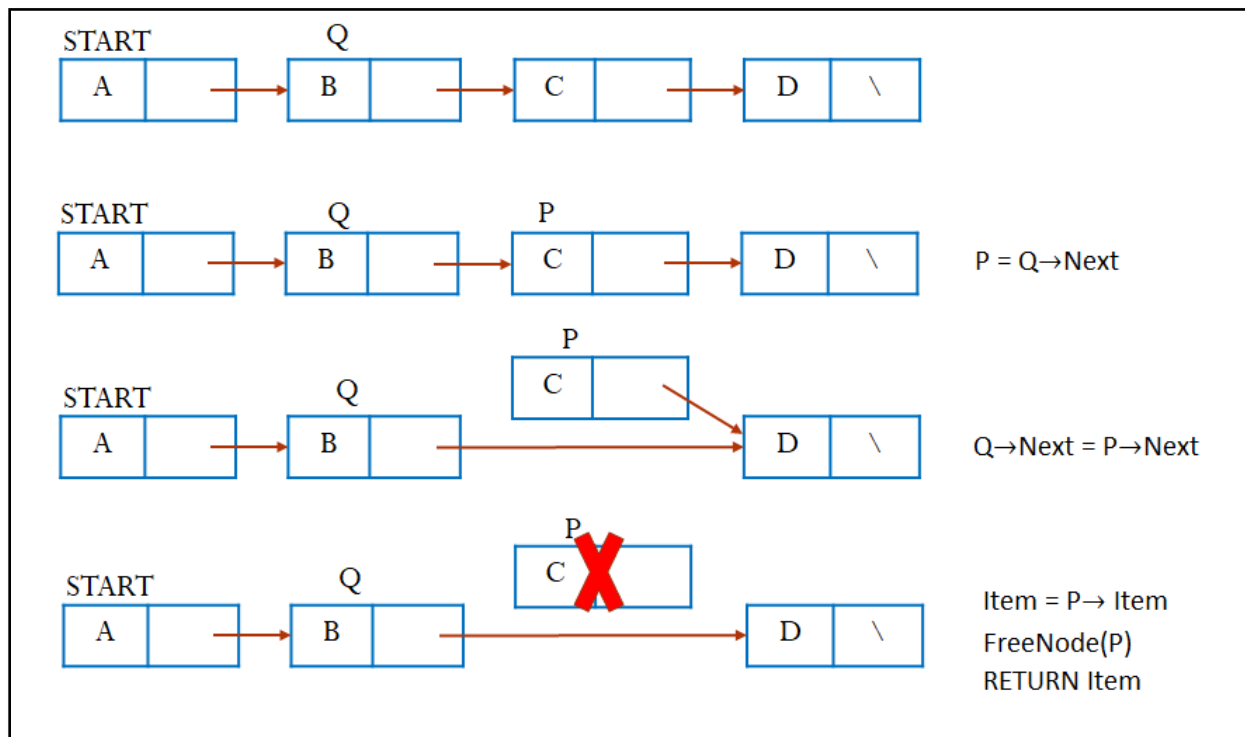 START Q
A B C D \
START Q P
A B C D \ P = Q→Next
P
C
START Q
A B D \ Q→Next = P→Next
P
C
START Q
A B D \
Item = P→ Item
FreeNode(P)
RETURN Item